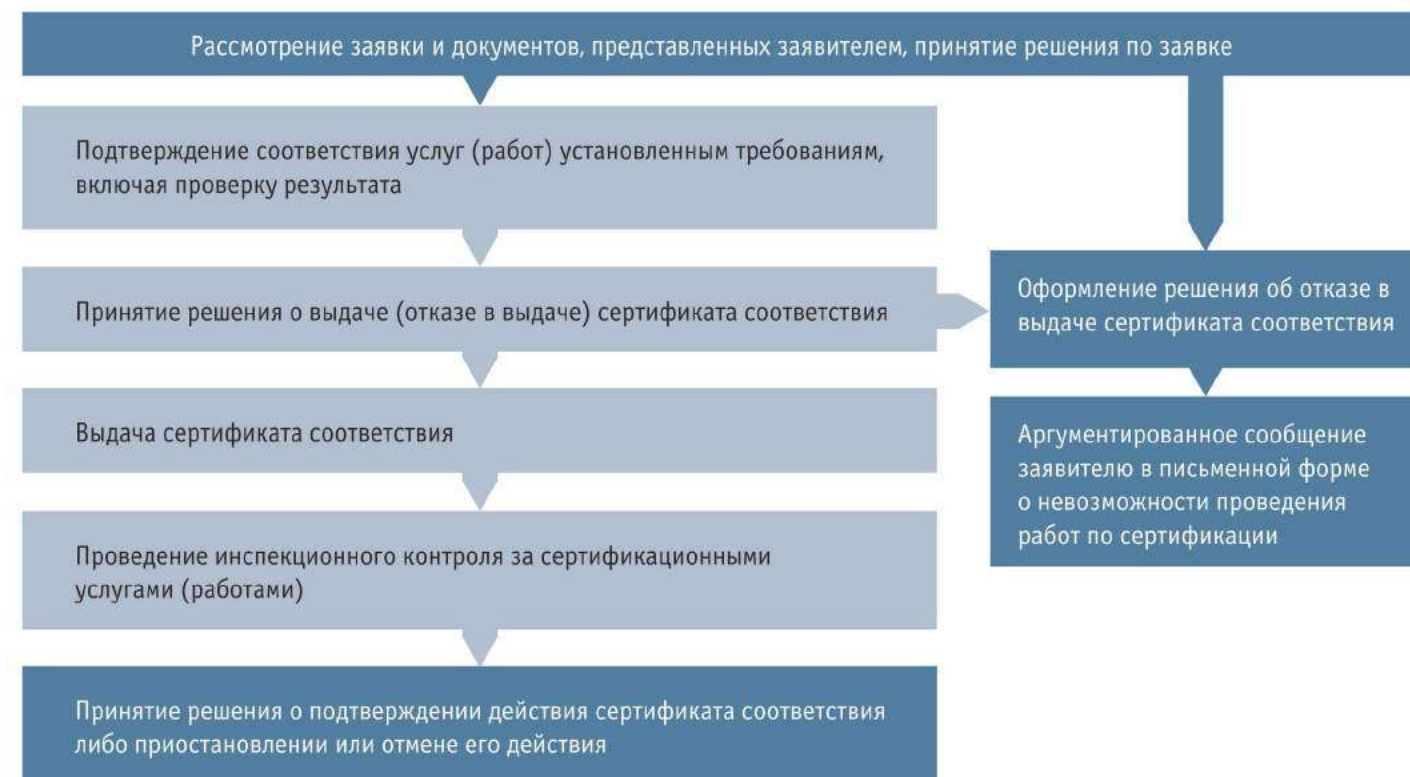 Рассмотрение заявки и документов, представленных заявителем, принятие решения по заявке
Подтверждение соответствия услуг (работ) установленным требованиям,
включая проверку результата
Принятие решения о выдаче (отказе в выдаче) сертификата соответствия
Выдача сертификата соответствия
Проведение инспекционного контроля за сертификационными
услугами (работами)
Принятие решения о подтверждении действия сертификата соответствия
либо приостановлении или отмене его действия
Оформление решения об отказе в
выдаче сертификата соответствия
Аргументированное сообщение
заявителю в письменной форме
о невозможности проведения
работ по сертификации